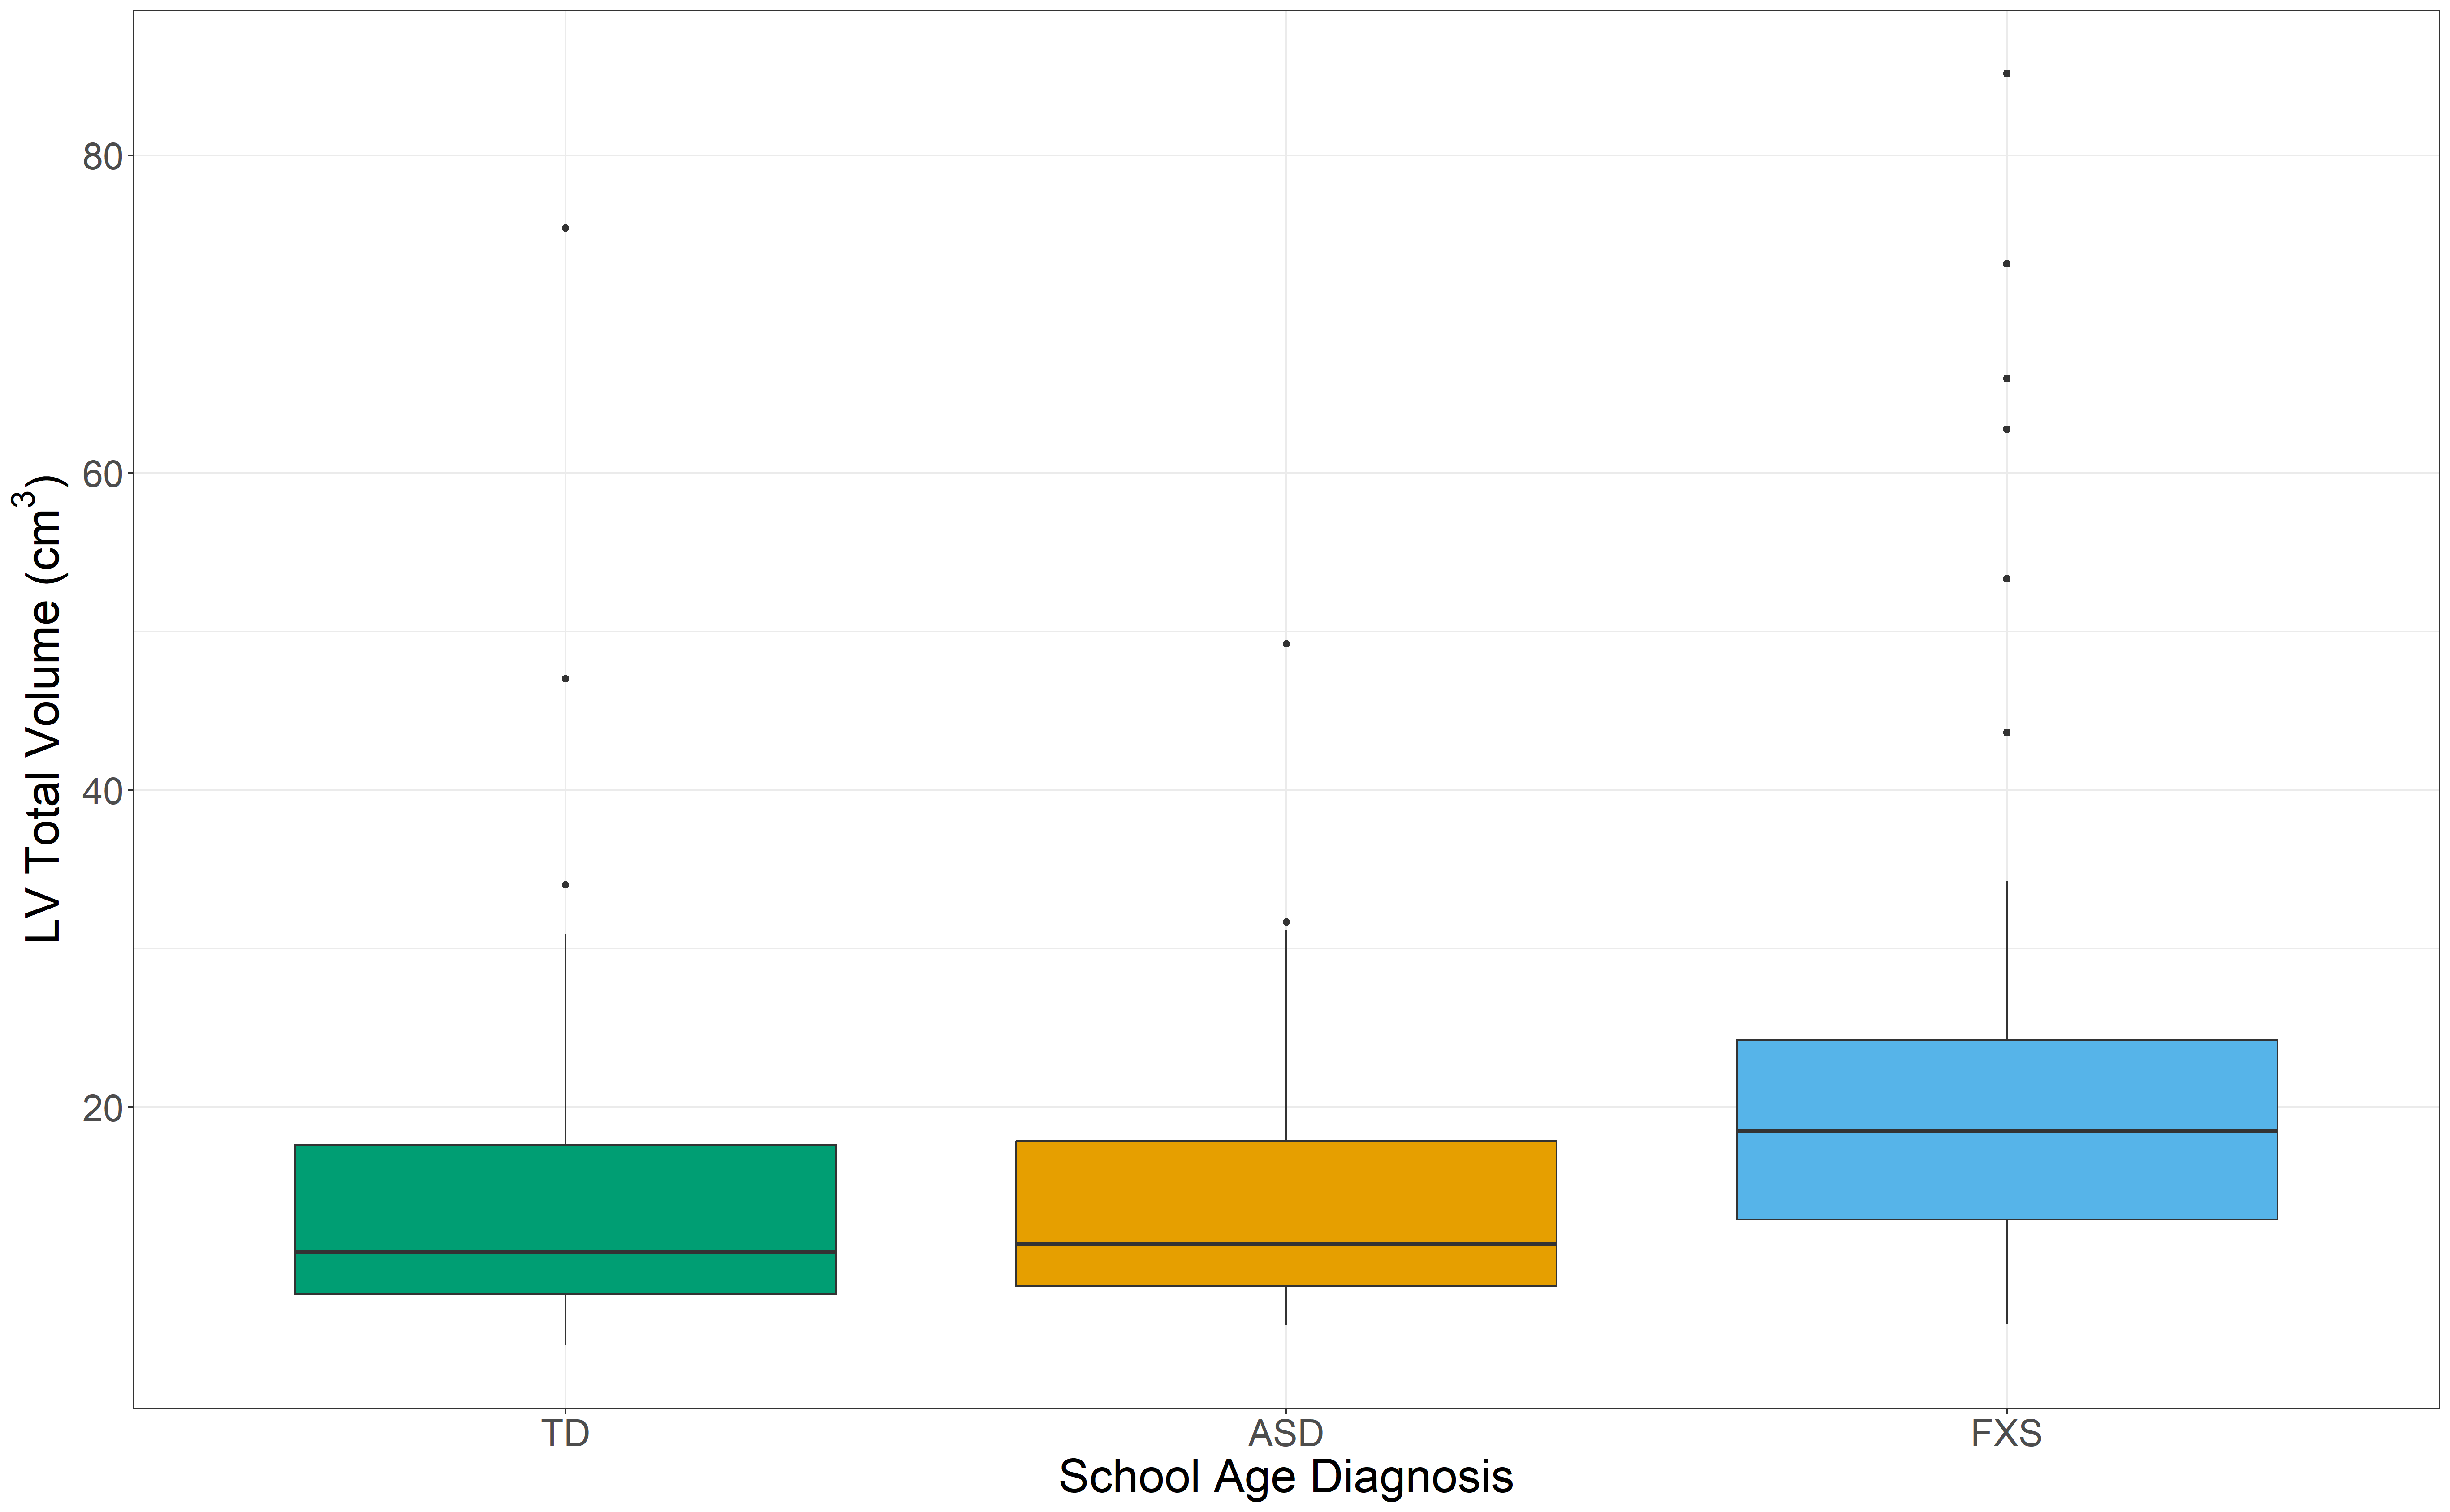 LV Total Volume (cm³)
80
60
40
20
TD
ASD
FXS
School Age Diagnosis